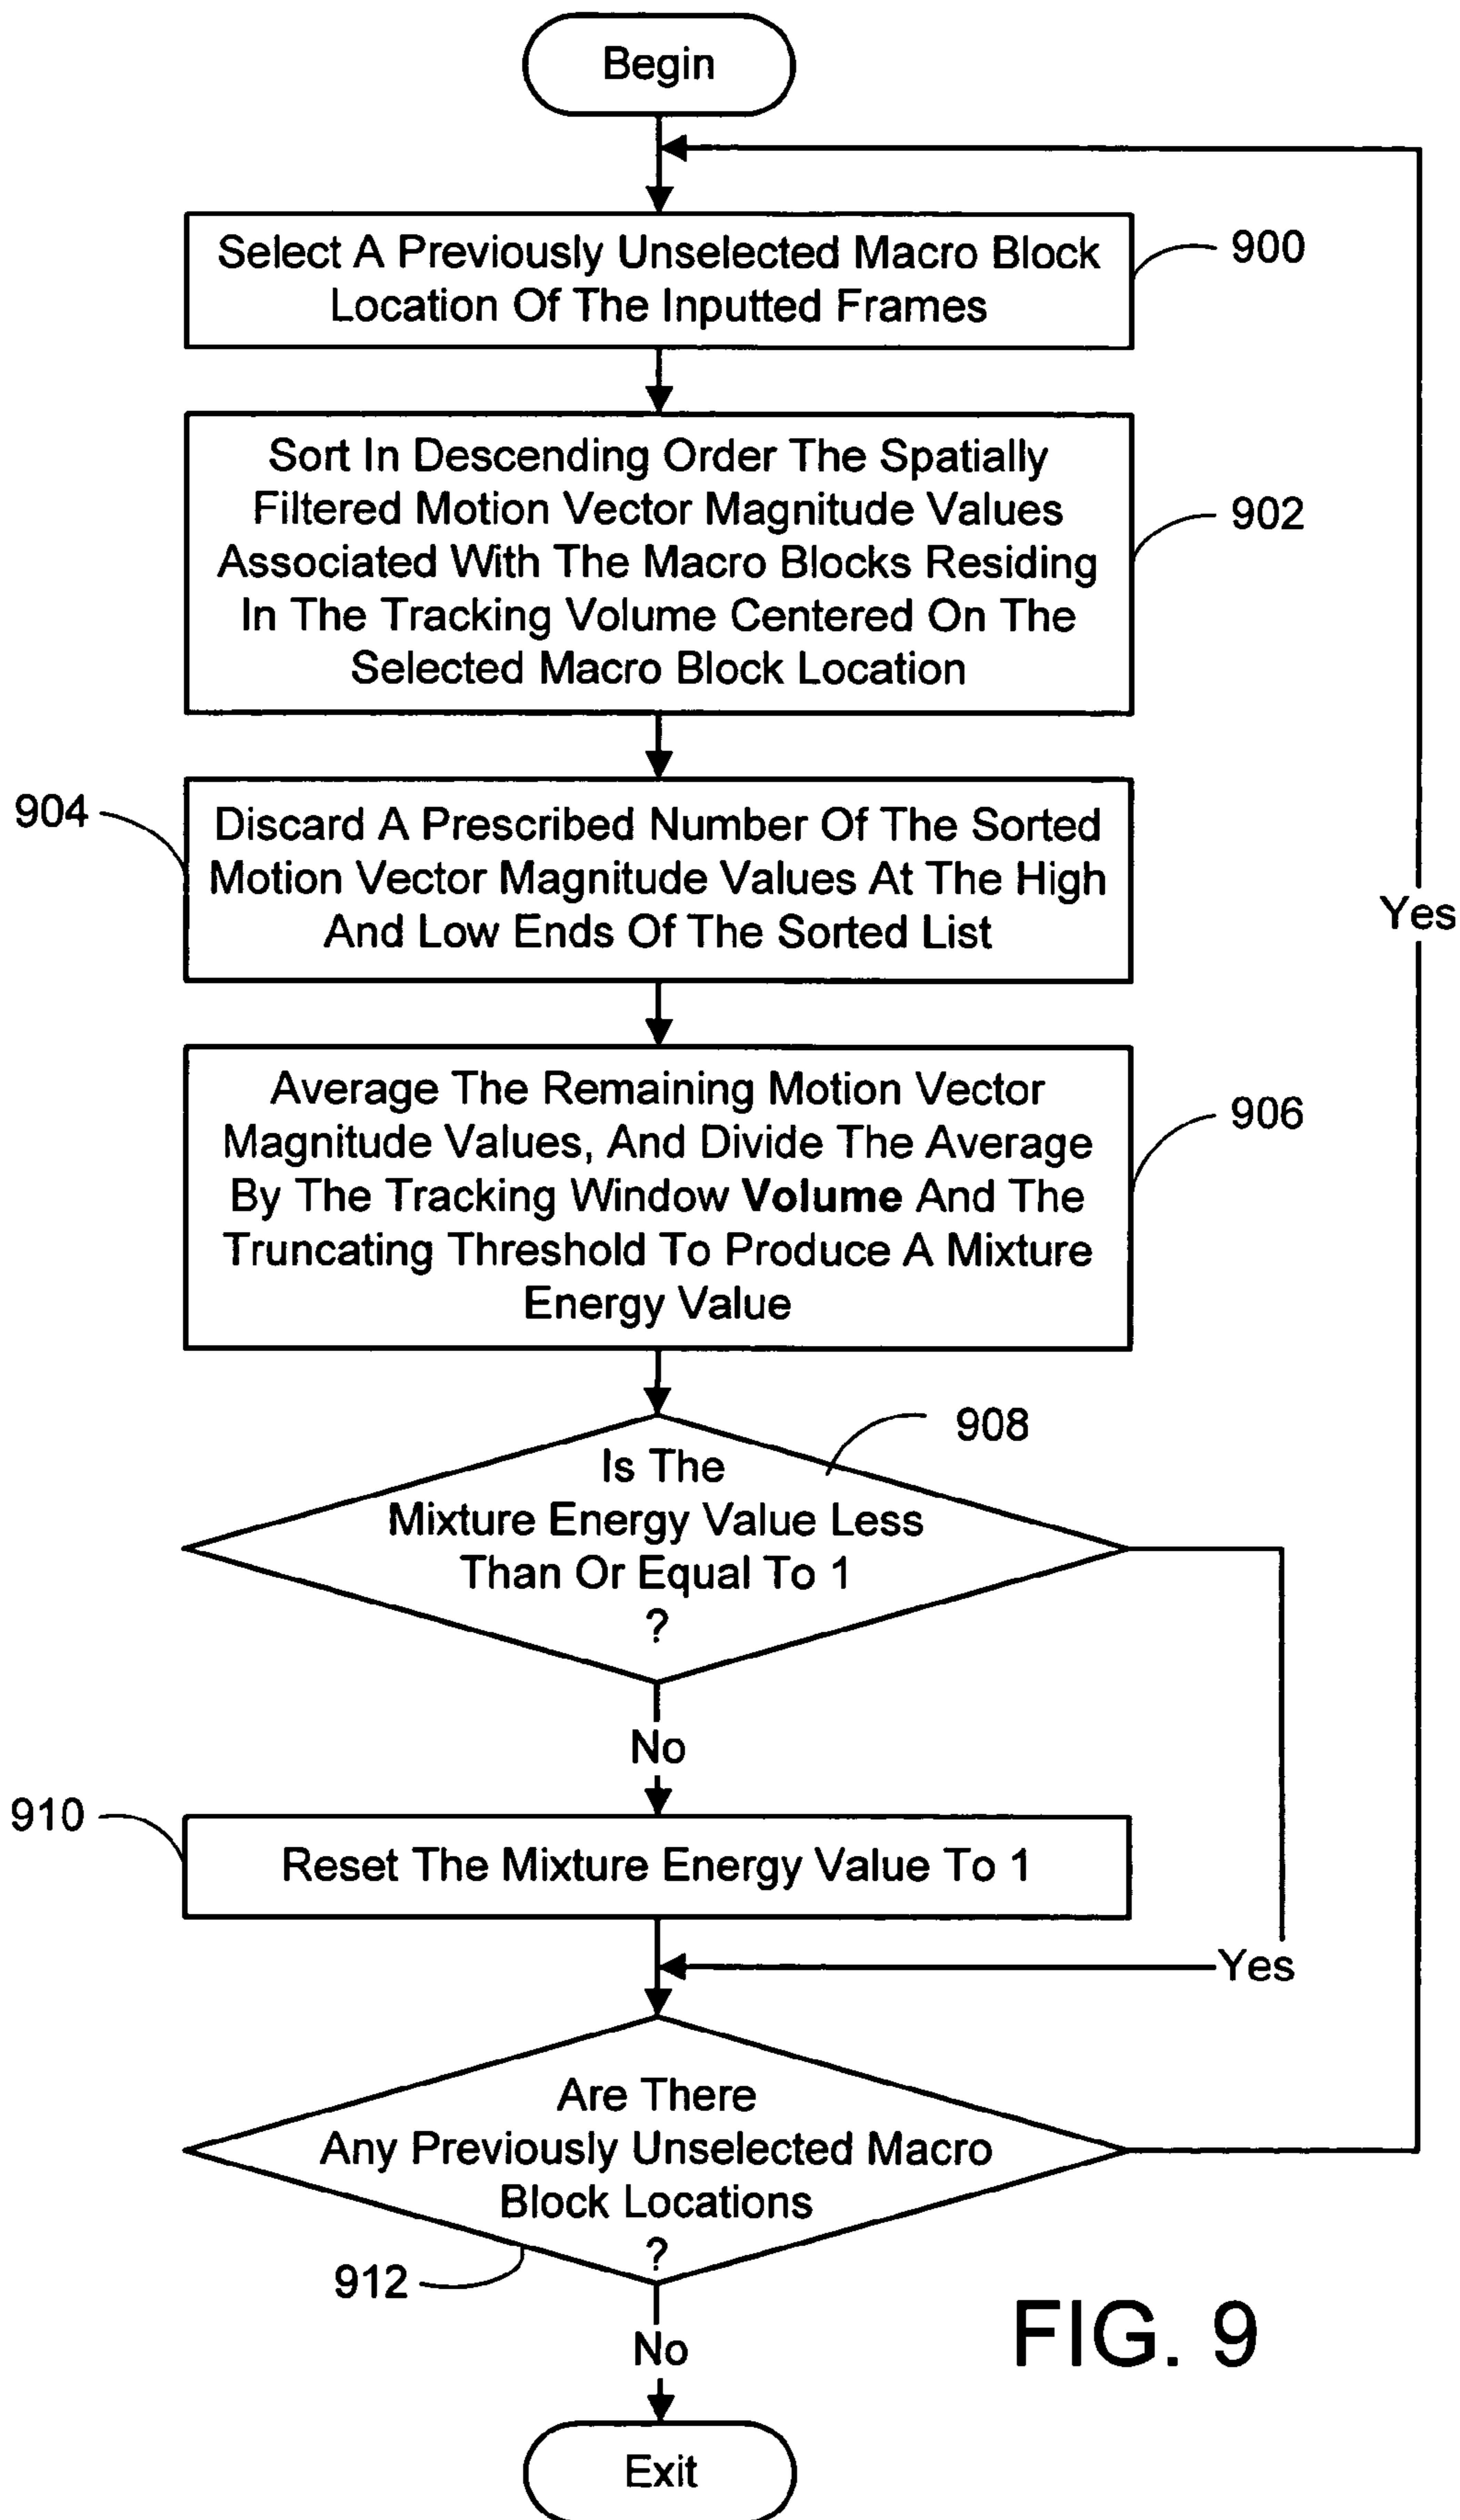 Begin
Select A Previously Unselected Macro Block
Location Of The Inputted Frames
900
Sort In Descending Order The Spatially
Filtered Motion Vector Magnitude Values
Associated With The Macro Blocks Residing
In The Tracking Volume Centered On The
Selected Macro Block Location
902
904
Discard A Prescribed Number Of The Sorted
Motion Vector Magnitude Values At The High
And Low Ends Of The Sorted List
Yes
Average The Remaining Motion Vector
Magnitude Values, And Divide The Average
By The Tracking Window Volume And The
Truncating Threshold To Produce A Mixture
Energy Value
906
908
Is The
Mixture Energy Value Less
Than Or Equal To 1
?
No
910
Reset The Mixture Energy Value To 1
Yes
Are There
Any Previously Unselected Macro
Block Locations
?
912
No
FIG. 9
Exit